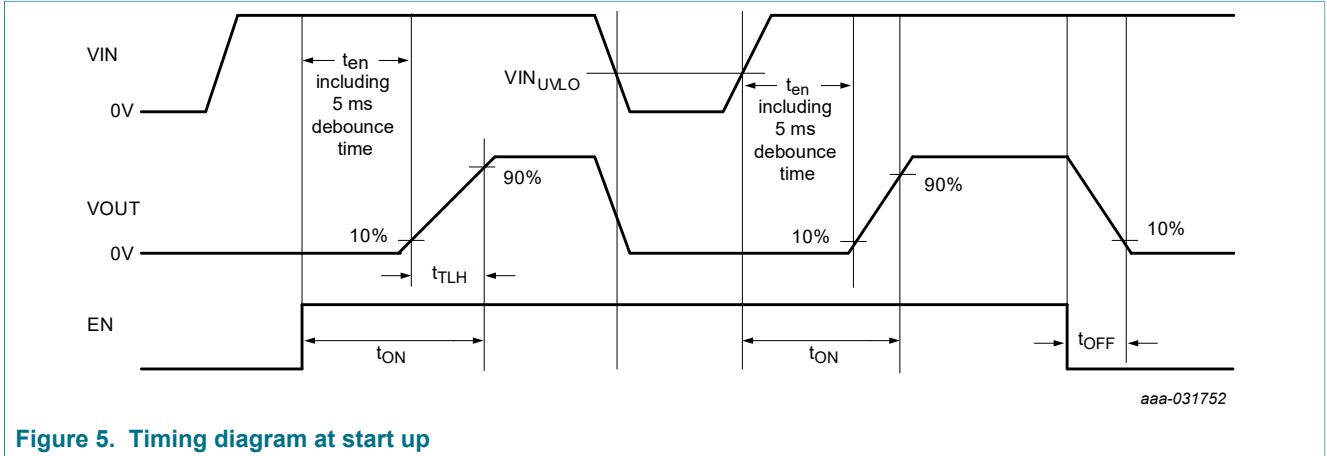 VIN
0V
ten
including
5 ms
debounce
time
VINUVLO
ten
including
5 ms
debounce
time
VOUT
0V
10%
90%
tTLH
10%
90%
10%
EN
tON
tON
tOFF
aaa-031752
Figure 5. Timing diagram at start up